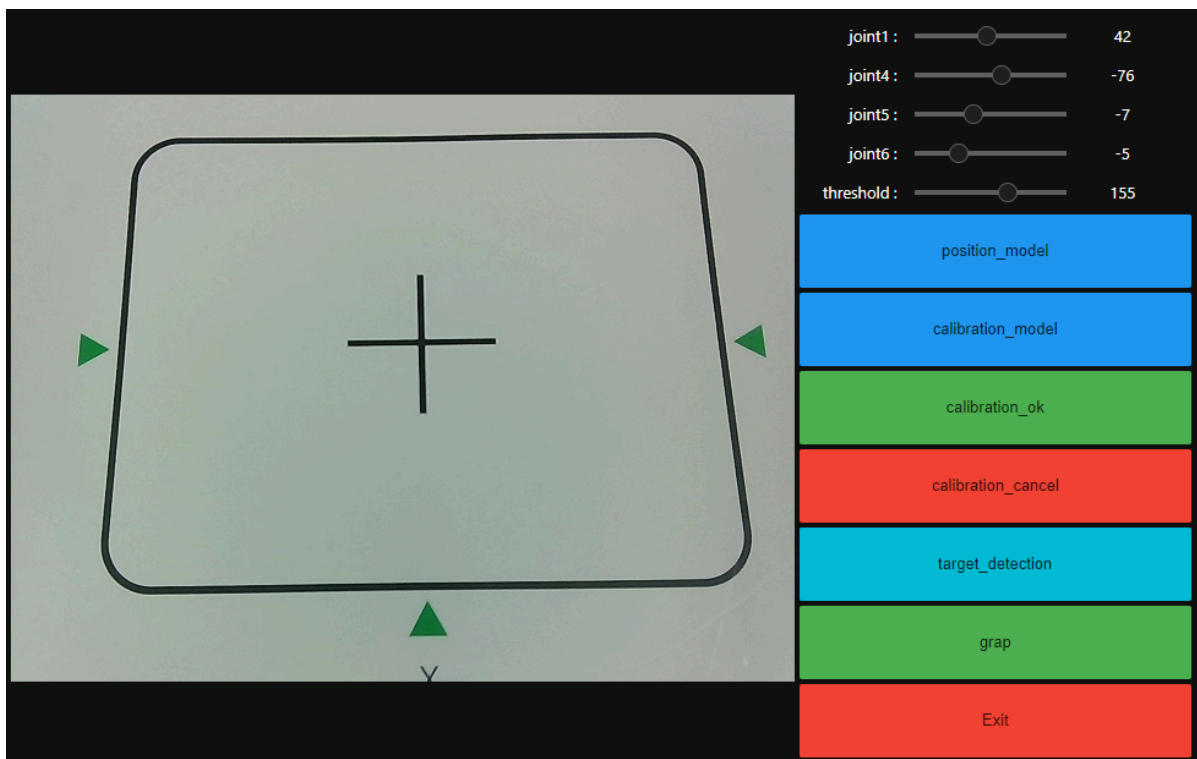 joint1 : 42
joint4 : -76
joint5 : -7
joint6 : -5
threshold : 155
position_model
calibration_model
calibration_ok
calibration_cancel
target_detection
grap
Exit
Y